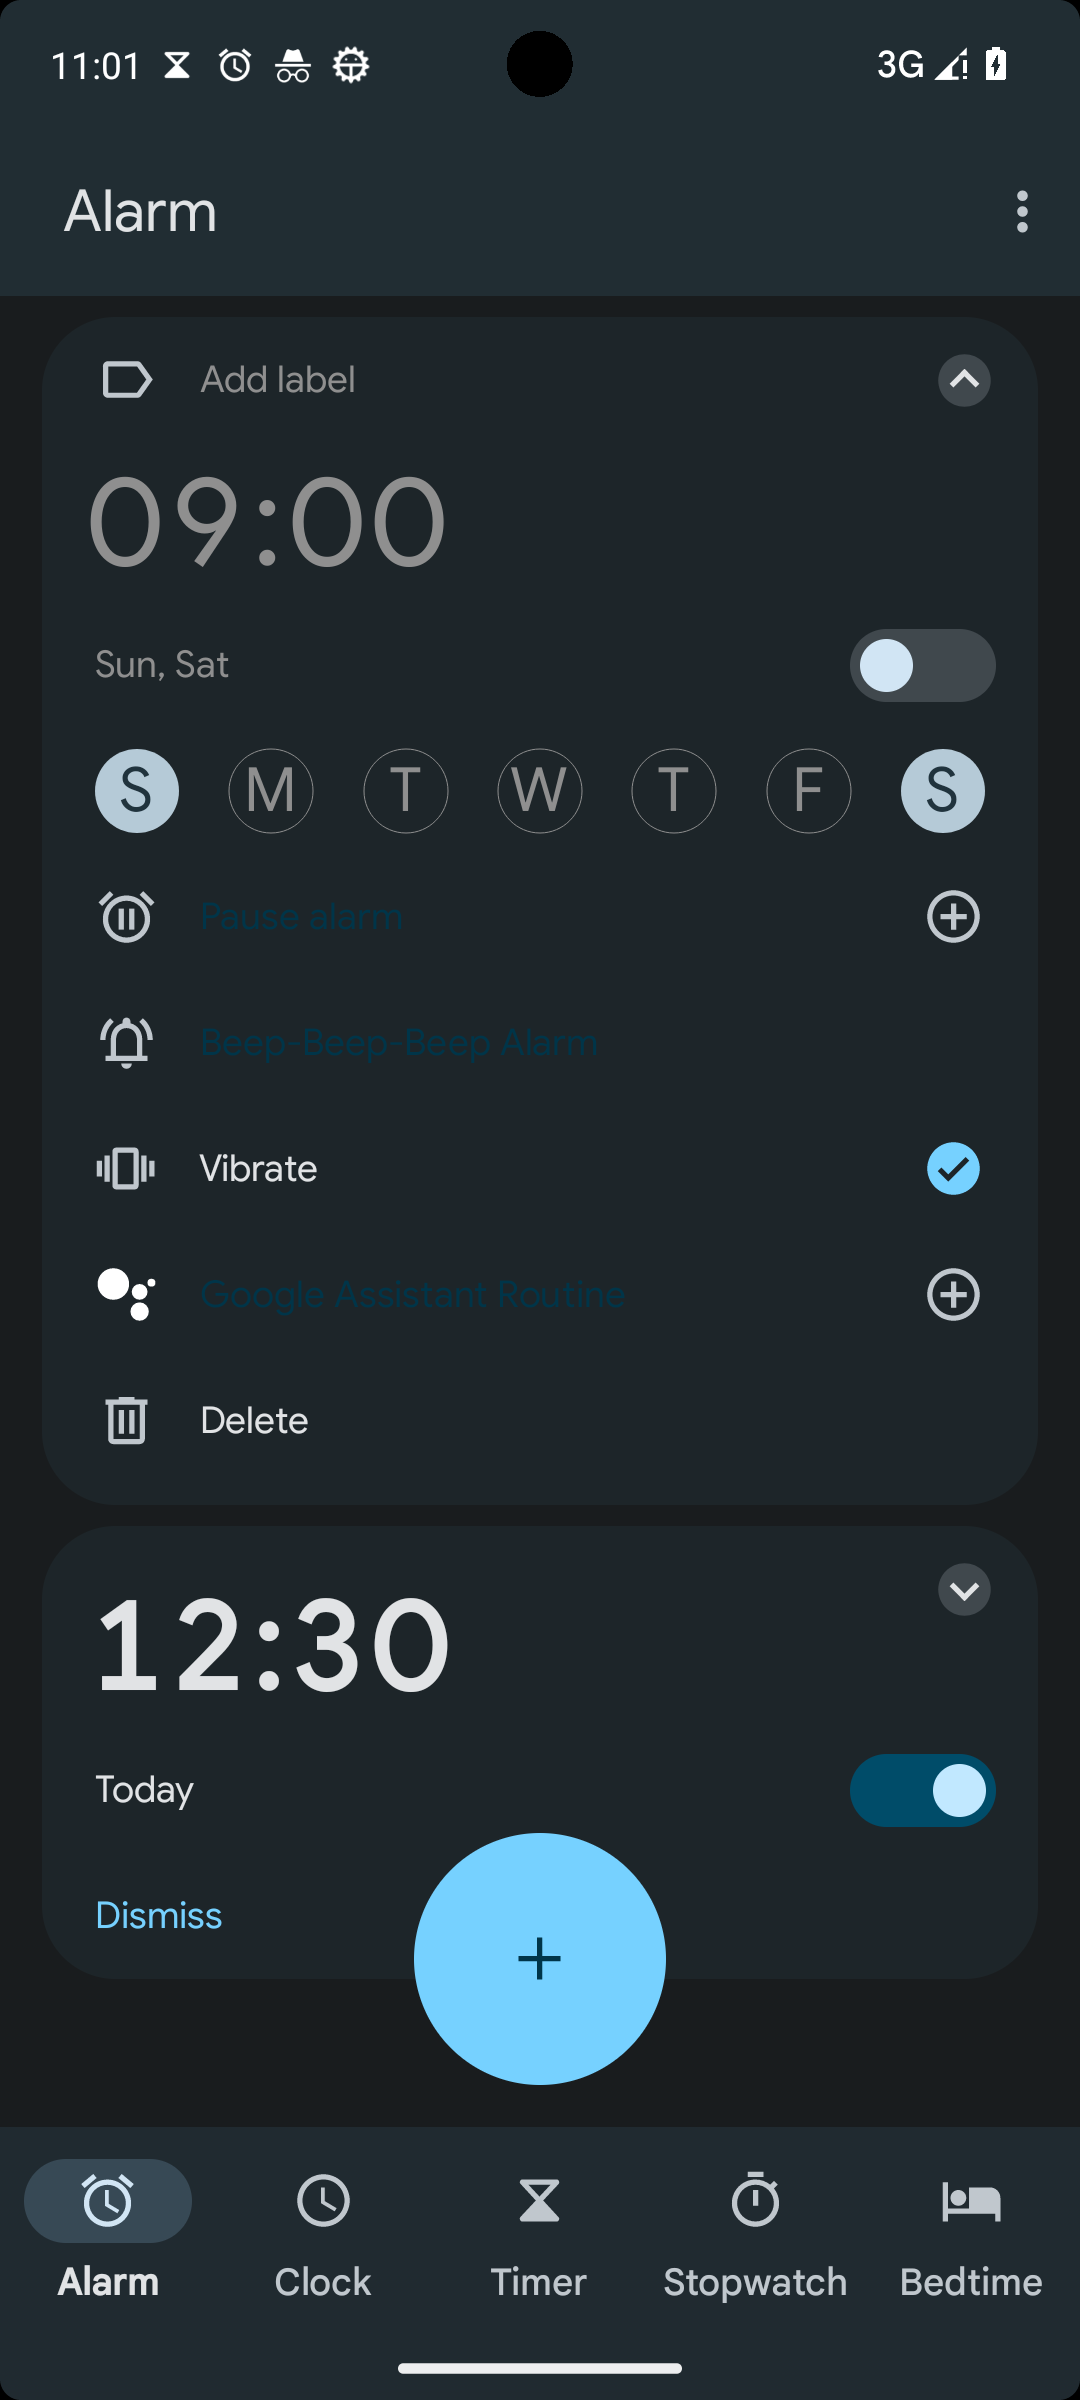 11:01
3G
Alarm
Add label
09:00
Sun, Sat
S M T W T F S
Pause alarm
Beep-Beep-Beep Alarm
Vibrate
Google Assistant Routine
Delete
12:30
Today
Dismiss
Alarm Clock Timer Stopwatch Bedtime